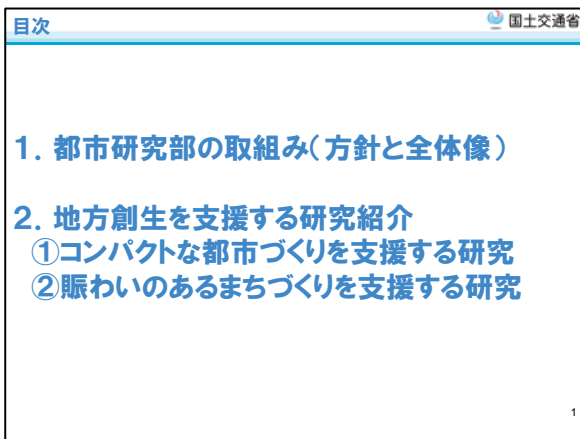 目次
国土交通省
1. 都市研究部の取組み(方針と全体像)
2. 地方創生を支援する研究紹介
①コンパクトな都市づくりを支援する研究
②賑わいのあるまちづくりを支援する研究
1